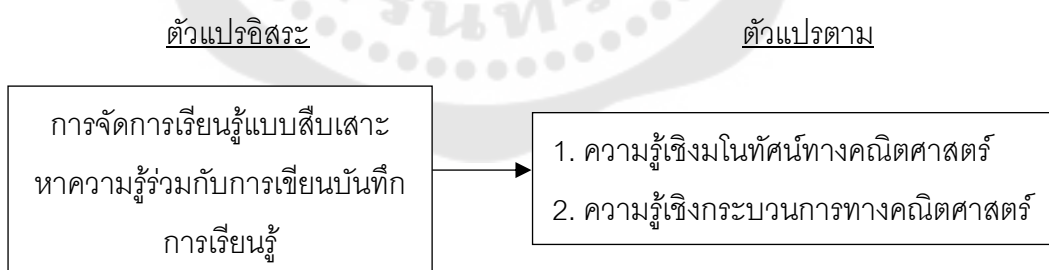 ตัวแปรอิสระ
ตัวแปรตาม
การจัดการเรียนรู้แบบสืบเสาะ
หาความรู้ร่วมกับการเขียนบันทึก
การเรียนรู้
1. ความรู้เชิงมโนทัศน์ทางคณิตศาสตร์
2. ความรู้เชิงกระบวนการทางคณิตศาสตร์